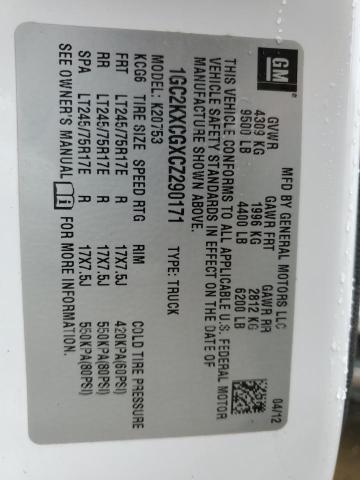 GM
MFD BY GENERAL MOTORS LLC
04/12
GVWR GAWR FRT GAWR RR
4309 KG 1996 KG 2812 KG
9500 LB 4400 LB 6200 LB
THIS VEHICLE CONFORMS TO ALL APPLICABLE U.S. FEDERAL MOTOR
VEHICLE SAFETY STANDARDS IN EFFECT ON THE DATE OF
MANUFACTURE SHOWN ABOVE.
1GC2KXCGXCZ290171 TYPE: TRUCK
MODEL: K20753
KCG6 TIRE SIZE SPEED RTG RIM COLD TIRE PRESSURE
FRT LT245/75R17E R 17X7.5J 420KPA(60PSI)
RR LT245/75R17E R 17X7.5J 550KPA(80PSI)
SPA LT245/75R17E R 17X7.5J 550KPA(80PSI)
SEE OWNER'S MANUAL FOR MORE INFORMATION.